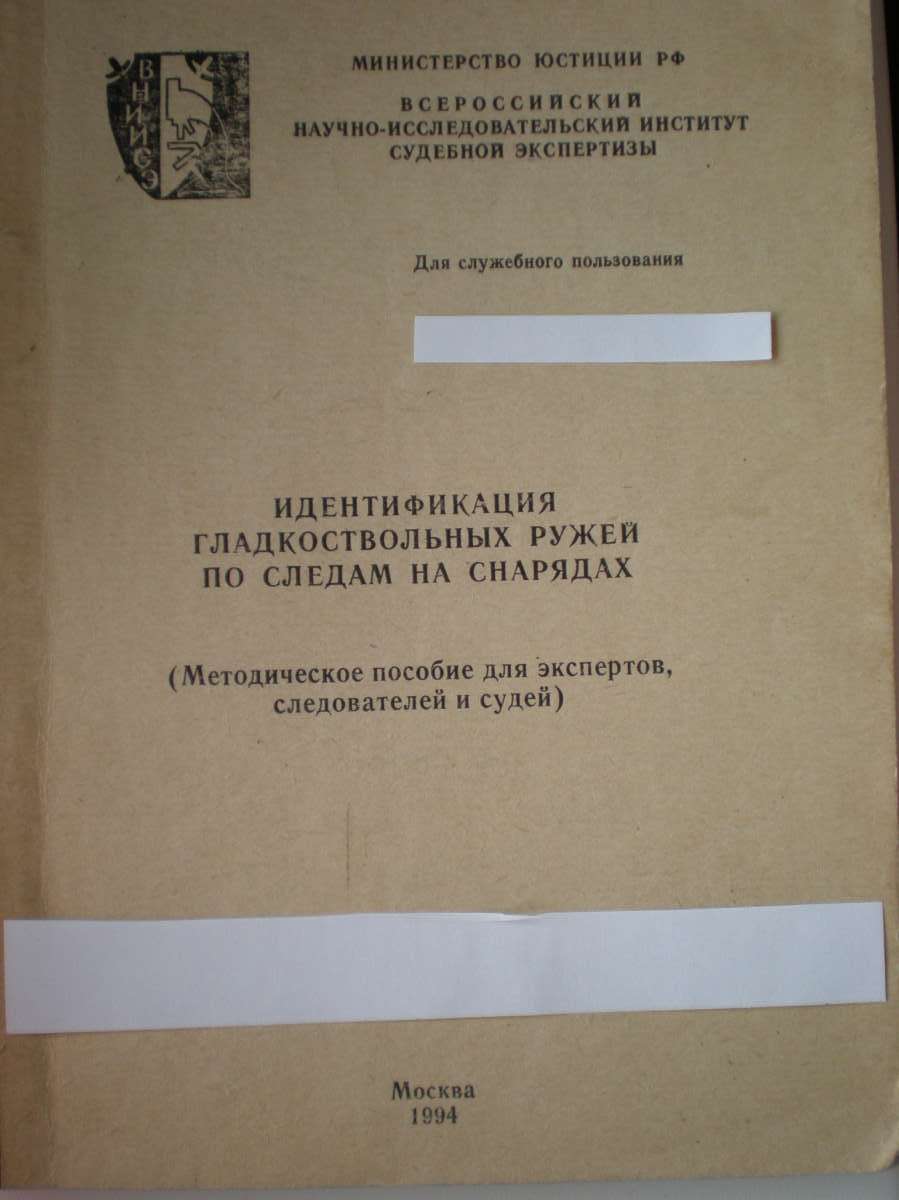 ВНИИСЭ
МИНИСТЕРСТВО ЮСТИЦИИ РФ
ВСЕРОССИЙСКИЙ
НАУЧНО-ИССЛЕДОВАТЕЛЬСКИЙ ИНСТИТУТ
СУДЕБНОЙ ЭКСПЕРТИЗЫ
Для служебного пользования
ИДЕНТИФИКАЦИЯ
ГЛАДКОСТВОЛЬНЫХ РУЖЕЙ
ПО СЛЕДАМ НА СНАРЯДАХ
(Методическое пособие для экспертов,
следователей и судей)
Москва
1994